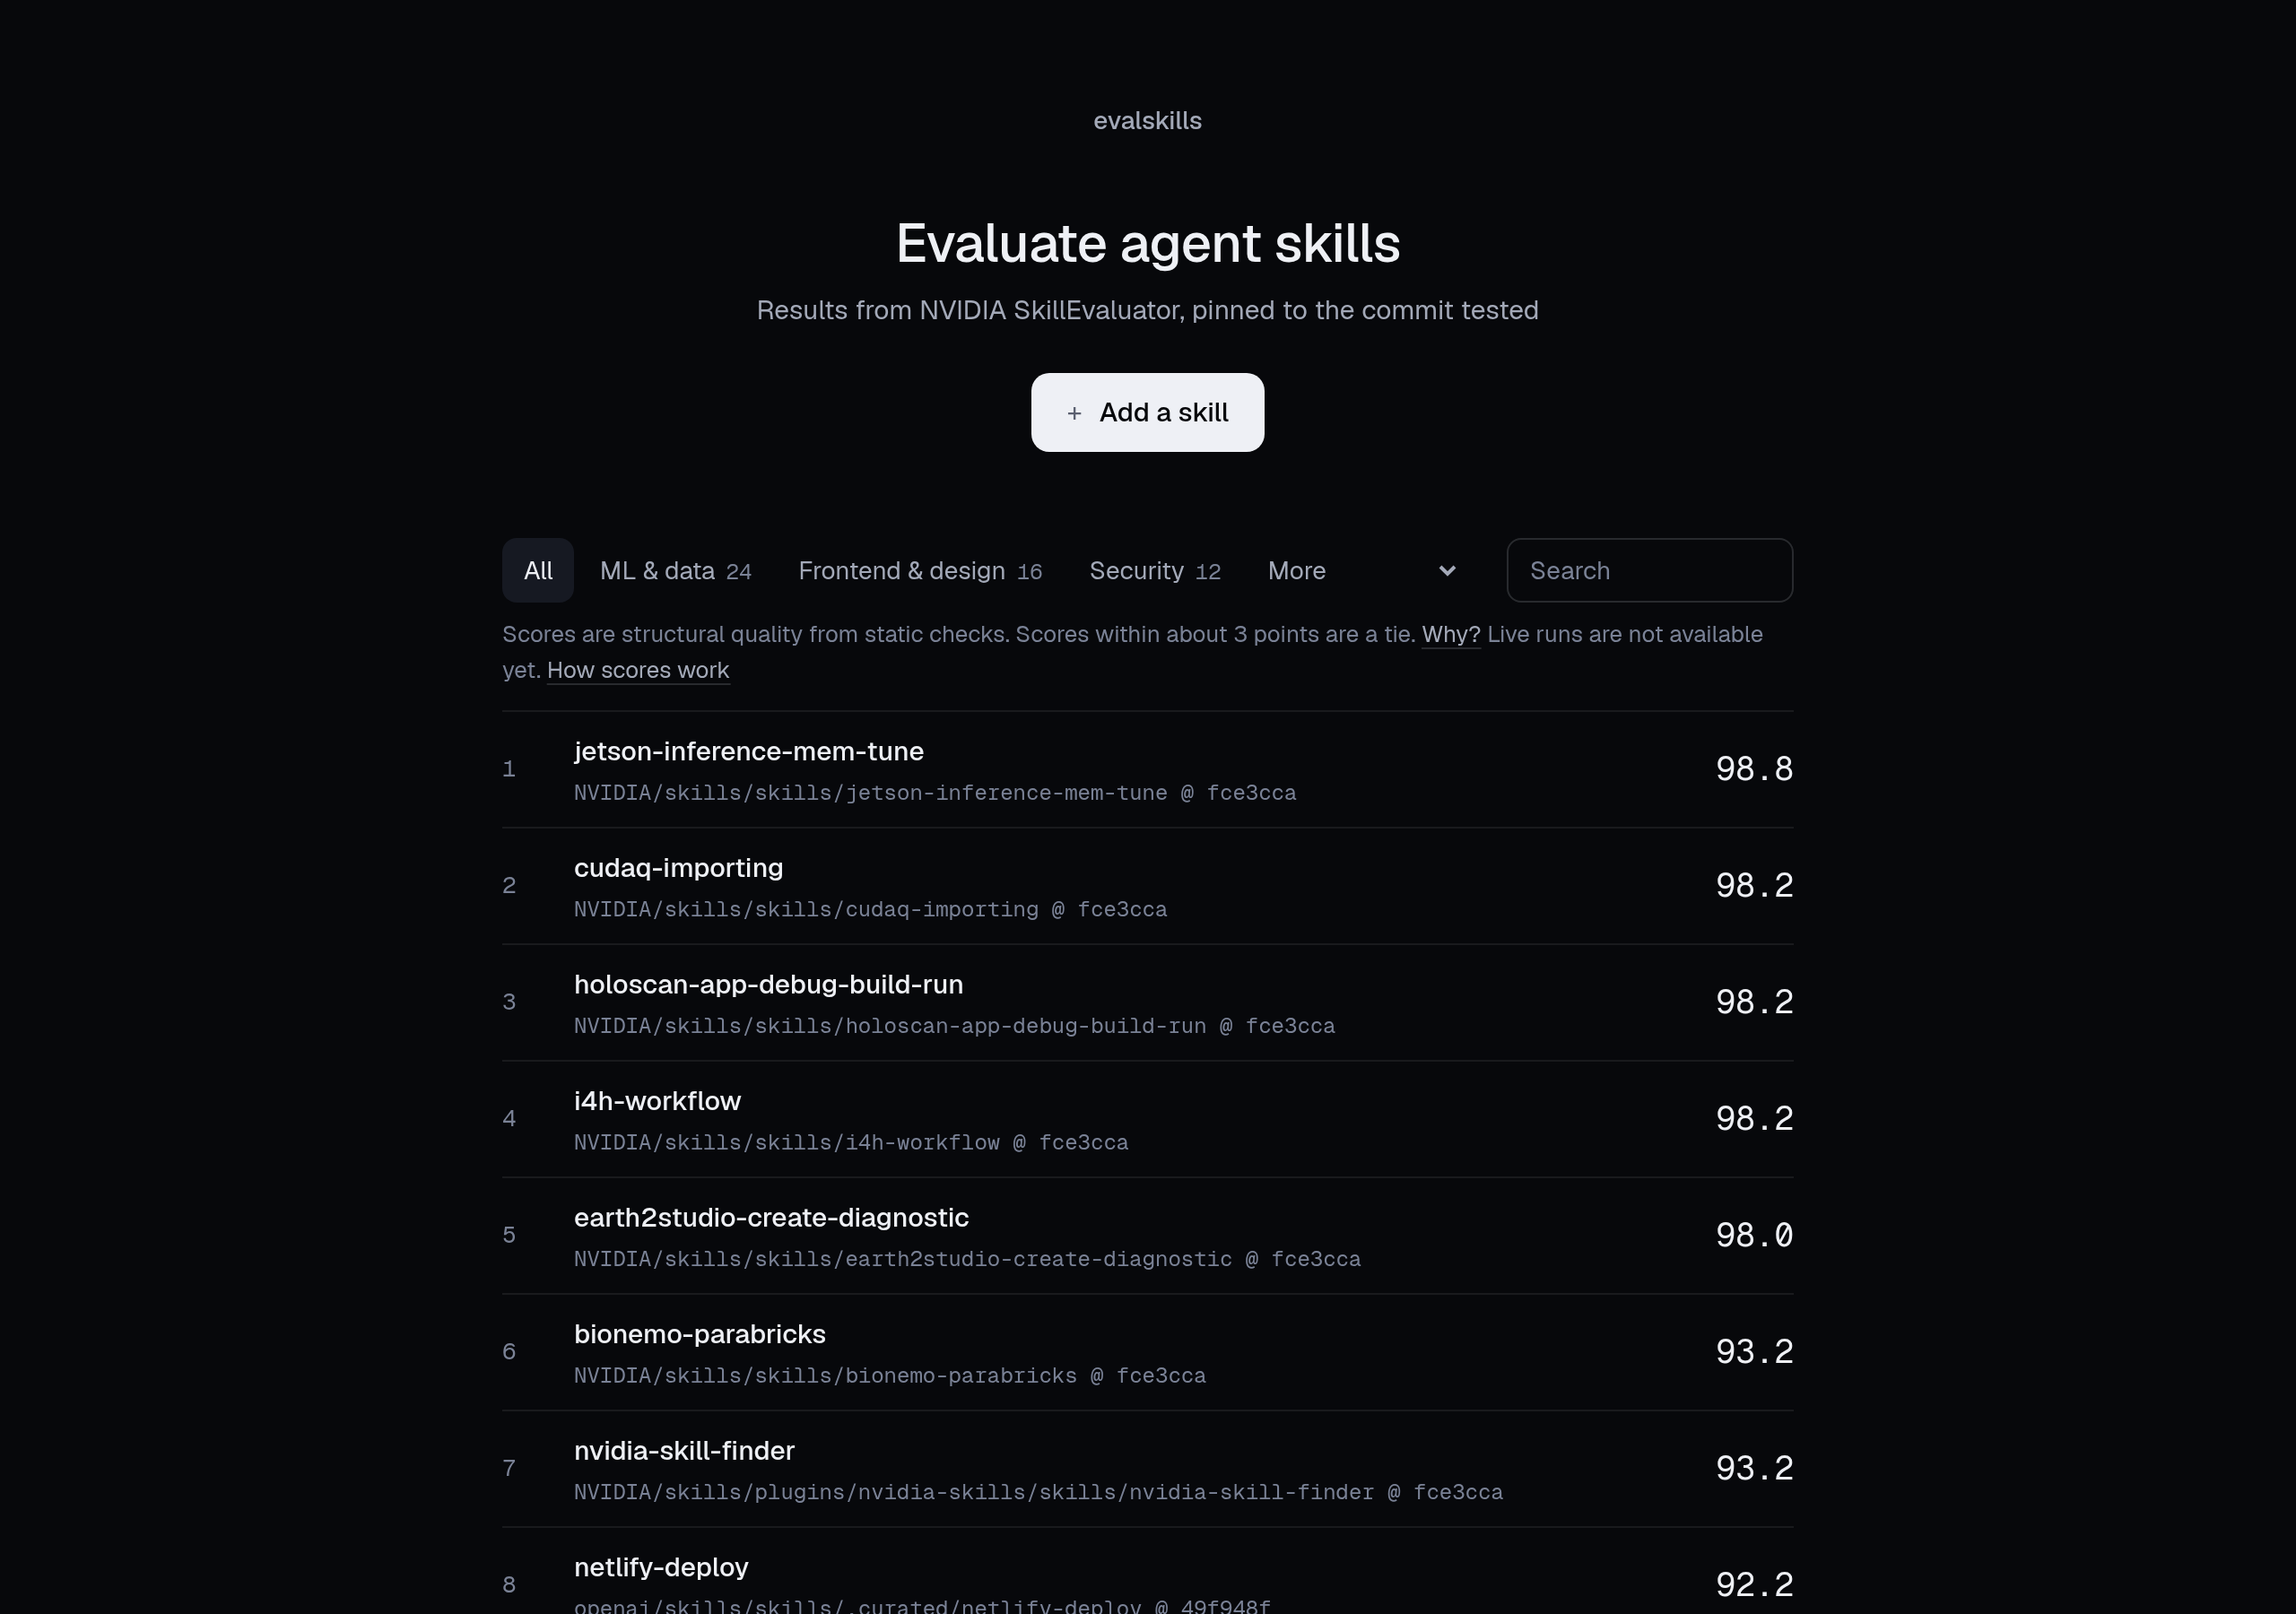 evalskills
Evaluate agent skills
Results from NVIDIA SkillEvaluator, pinned to the commit tested
+ Add a skill
All ML & data 24 Frontend & design 16 Security 12 More Search
Scores are structural quality from static checks. Scores within about 3 points are a tie. Why? Live runs are not available
yet. How scores work
1 jetson-inference-mem-tune 98.8
NVIDIA/skills/skills/jetson-inference-mem-tune @ fce3cca
2 cudaq-importing 98.2
NVIDIA/skills/skills/cudaq-importing @ fce3cca
3 holoscan-app-debug-build-run 98.2
NVIDIA/skills/skills/holoscan-app-debug-build-run @ fce3cca
4 i4h-workflow 98.2
NVIDIA/skills/skills/i4h-workflow @ fce3cca
5 earth2studio-create-diagnostic 98.0
NVIDIA/skills/skills/earth2studio-create-diagnostic @ fce3cca
6 bionemo-parabricks 93.2
NVIDIA/skills/skills/bionemo-parabricks @ fce3cca
7 nvidia-skill-finder 93.2
NVIDIA/skills/plugins/nvidia-skills/skills/nvidia-skill-finder @ fce3cca
8 netlify-deploy 92.2
openai/skills/skills/.curated/netlify-deploy @ 49f948f